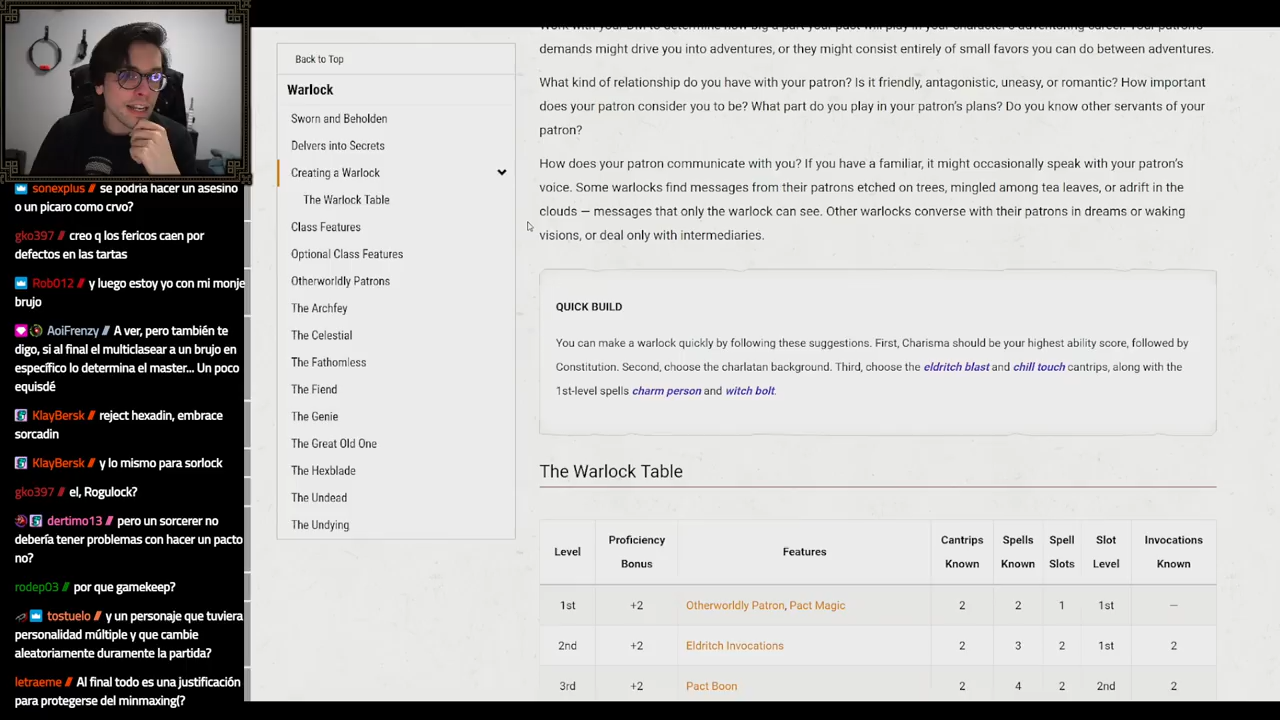 sonexplus // se podria hacer un asesino
o un picaro como crvo?
gko397 // creo q los fericos caen por
defectos en las tartas
Rob012 // y luego estoy yo con mi monje
brujo
AoiFrenzy // A ver, pero también te
digo, si al final el multiclasear a un brujo en
específico lo determina el master... Un poco
equisdé
KlayBersk // reject hexadin, embrace
sorcadin
KlayBersk // y lo mismo para sorlock
gko397 // el, Rogulock?
dertimo13 // pero un sorcerer no
debería tener problemas con hacer un pacto
no?
rodep03 // por que gamekeep?
tostuelo // y un personaje que tuviera
personalidad múltiple y que cambie
aleatoriamente duramente la partida?
letraeme // Al final todo es una justificación
para protegerse del minmaxing(?
Back to Top
Warlock
Sworn and Beholden
Delvers into Secrets
Creating a Warlock
The Warlock Table
Class Features
Optional Class Features
Otherworldly Patrons
The Archfey
The Celestial
The Fathomless
The Fiend
The Genie
The Great Old One
The Hexblade
The Undead
The Undying
demands might drive you into adventures, or they might consist entirely of small favors you can do between adventures.
What kind of relationship do you have with your patron? Is it friendly, antagonistic, uneasy, or romantic? How important
does your patron consider you to be? What part do you play in your patron's plans? Do you know other servants of your
patron?
How does your patron communicate with you? If you have a familiar, it might occasionally speak with your patron's
voice. Some warlocks find messages from their patrons etched on trees, mingled among tea leaves, or adrift in the
clouds — messages that only the warlock can see. Other warlocks converse with their patrons in dreams or waking
visions, or deal only with intermediaries.
QUICK BUILD
You can make a warlock quickly by following these suggestions. First, Charisma should be your highest ability score, followed by
Constitution. Second, choose the charlatan background. Third, choose the eldritch blast and chill touch cantrips, along with the
1st-level spells charm person and witch bolt.
The Warlock Table
Level Proficiency Bonus Features Cantrips Known Spells Known Spell Slots Slot Level Invocations Known
1st +2 Otherworldly Patron, Pact Magic 2 2 1 1st —
2nd +2 Eldritch Invocations 2 3 2 1st 2
3rd +2 Pact Boon 2 4 2 2nd 2